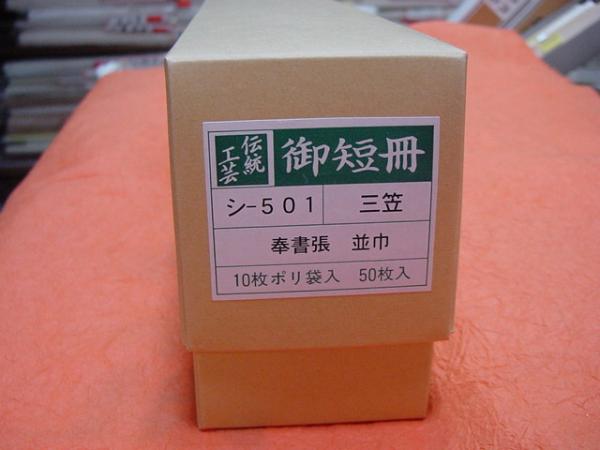 伝統工芸 御短冊
シ-501 三笠
奉書張 並巾
10枚ポリ袋入 50枚入